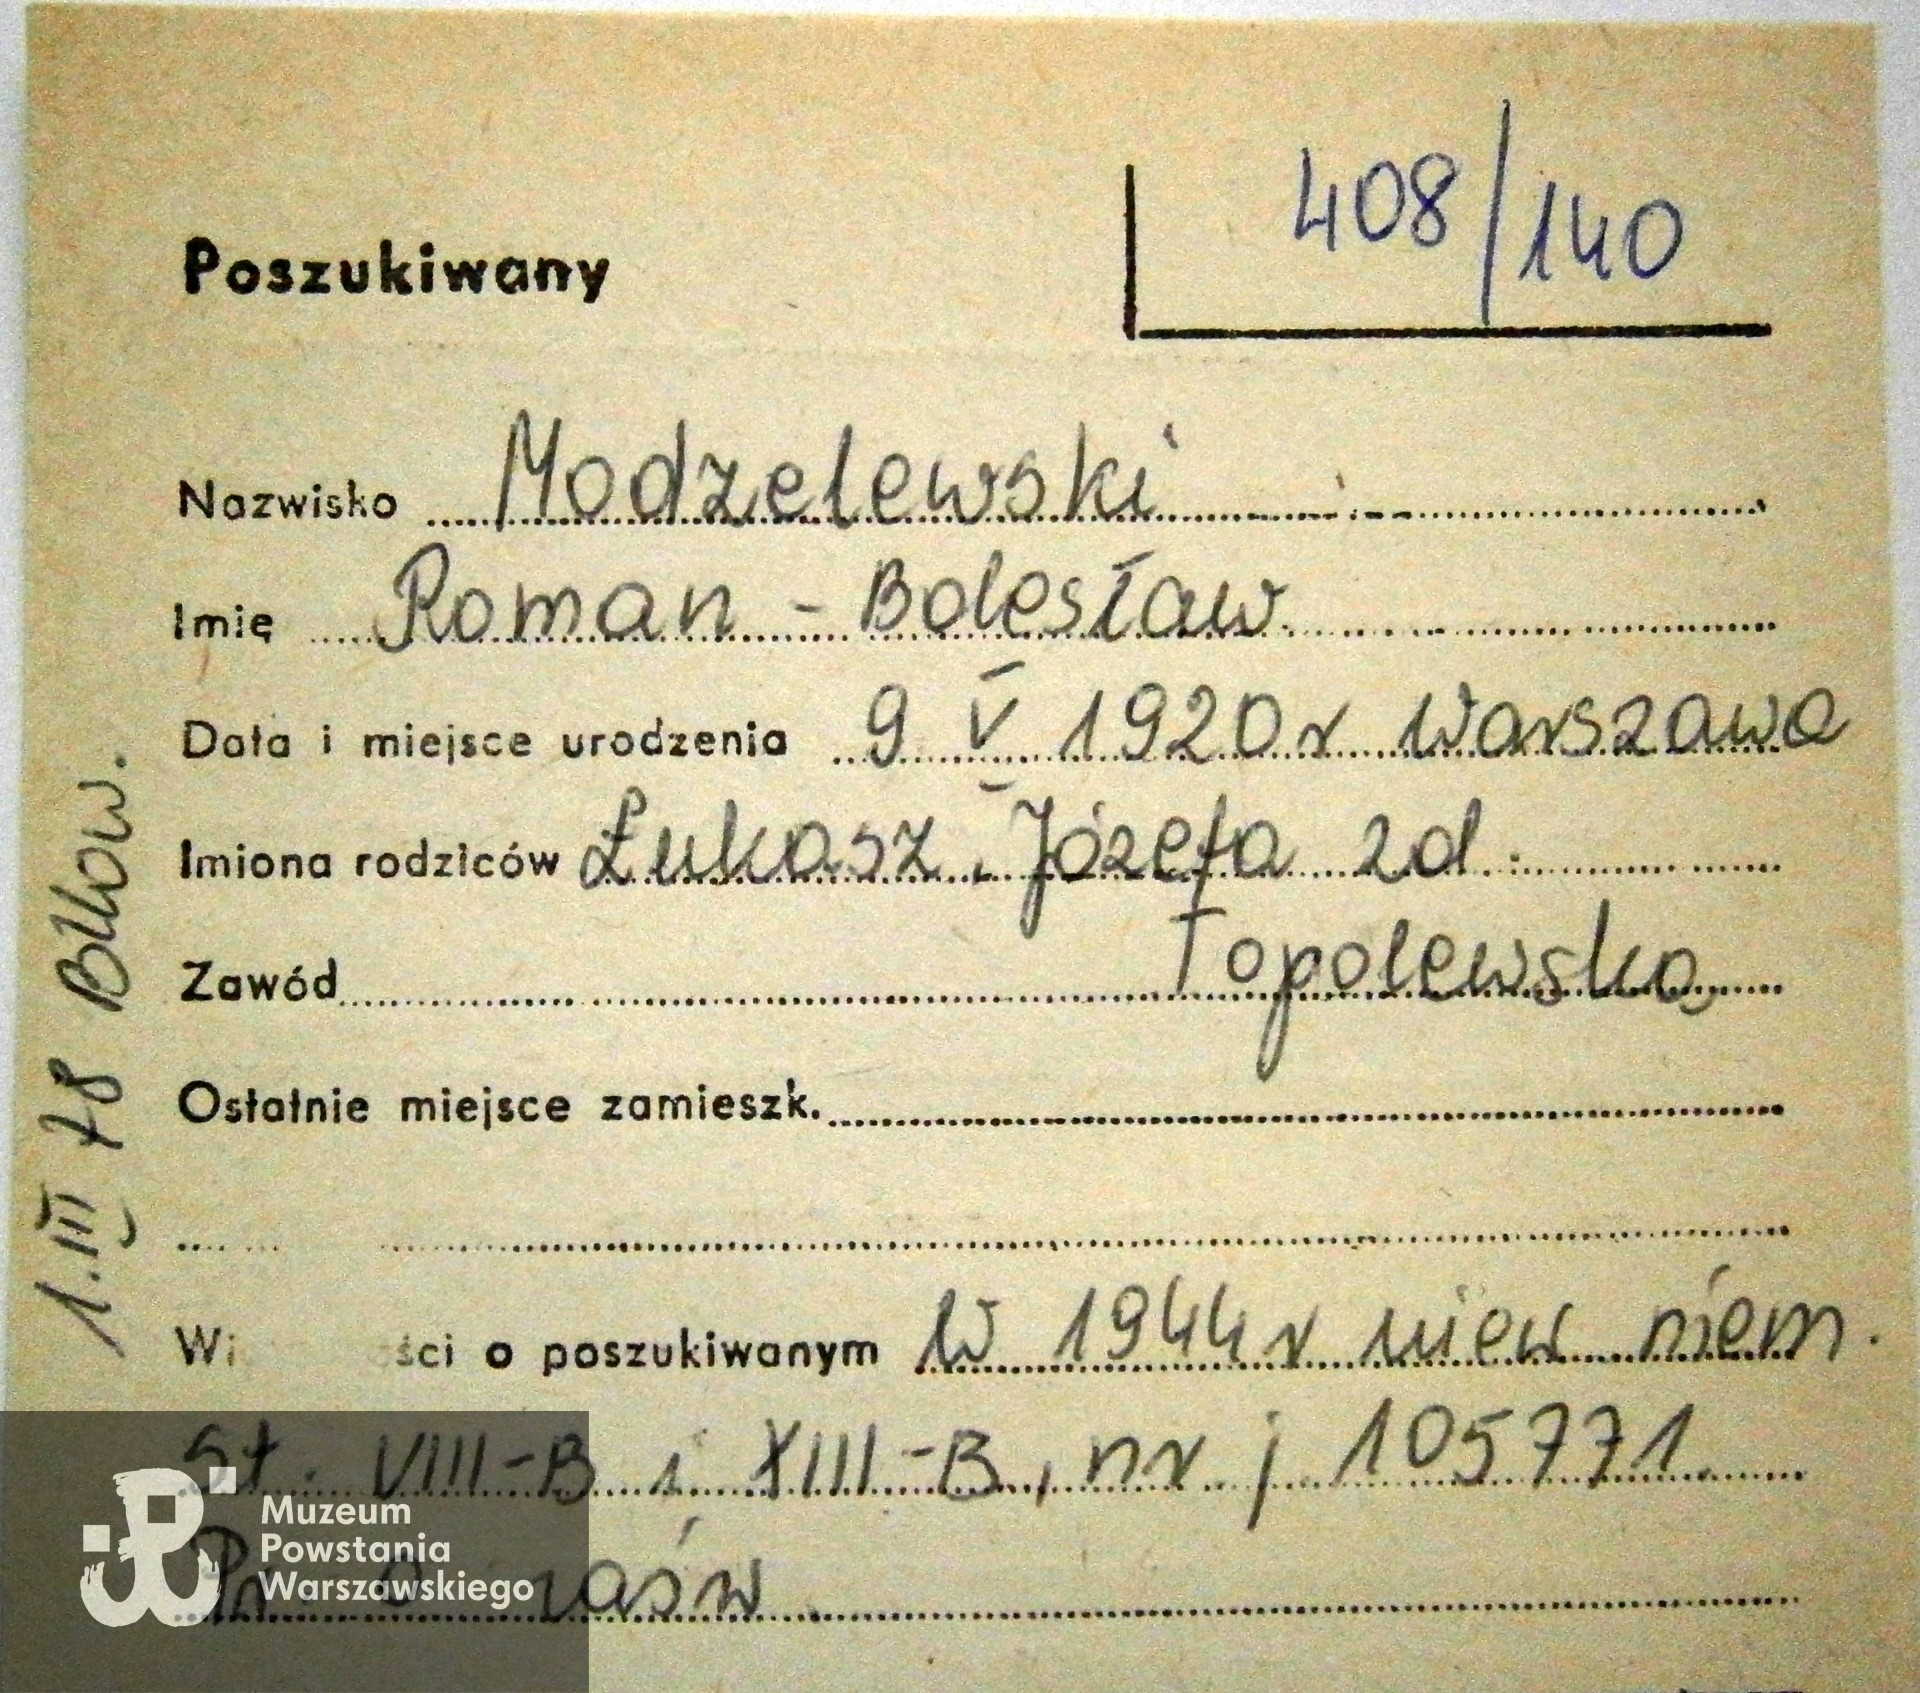 408/140
Poszukiwany
Nazwisko Modzelewski
Imię Roman - Bolesław
Data i miejsce urodzenia 9 V 1920 r Warszawa
Imiona rodziców Łukasz, Józefa zd.
Zawód Topolewska
Ostatnie miejsce zamieszk.
ści o poszukiwanym W 1944 r niem.
St. VIII-B i XIII-B, nr j 105771
Pr. o zaśw
1. III 78
Muzeum
Powstania
Warszawskiego